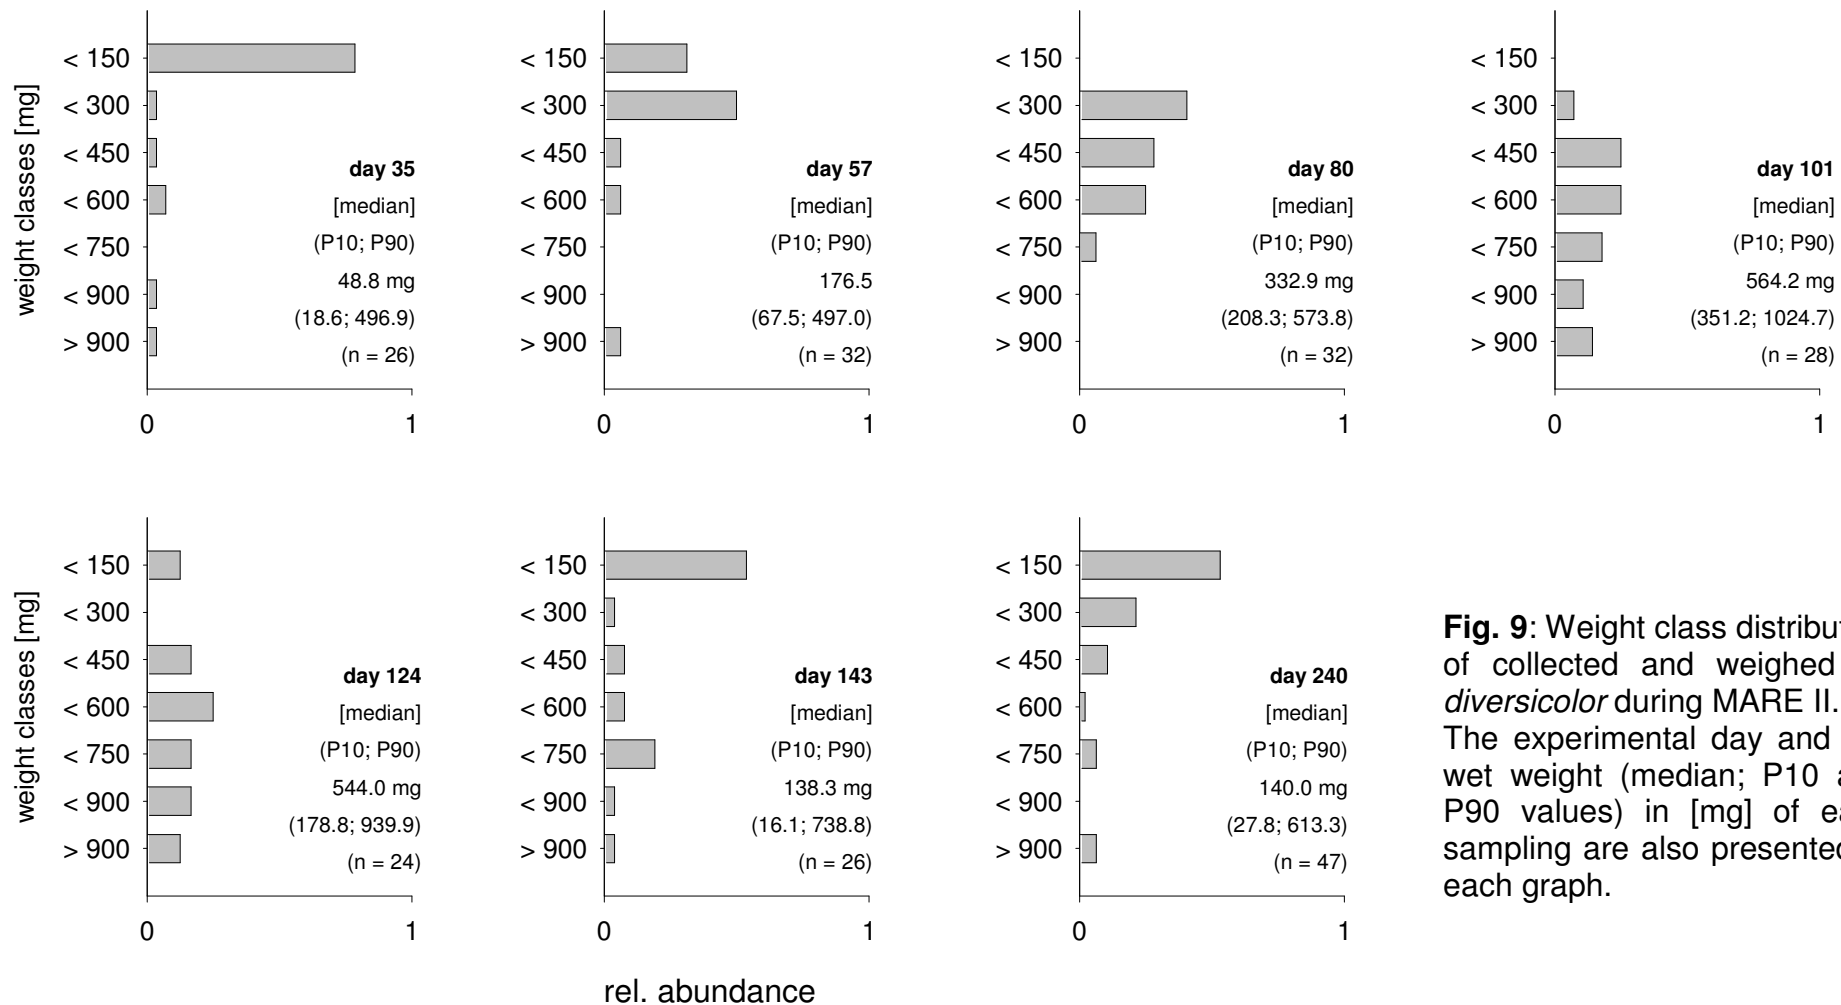 weight classes [mg]
< 150
< 300
< 450
< 600
< 750
< 900
> 900
day 35
[median]
(P10; P90)
48.8 mg
(18.6; 496.9)
(n = 26)
0 1
< 150
< 300
< 450
< 600
< 750
< 900
> 900
day 57
[median]
(P10; P90)
176.5
(67.5; 497.0)
(n = 32)
0 1
< 150
< 300
< 450
< 600
< 750
< 900
> 900
day 80
[median]
(P10; P90)
332.9 mg
(208.3; 573.8)
(n = 32)
0 1
< 150
< 300
< 450
< 600
< 750
< 900
> 900
day 101
[median]
(P10; P90)
564.2 mg
(351.2; 1024.7)
(n = 28)
0 1
weight classes [mg]
< 150
< 300
< 450
< 600
< 750
< 900
> 900
day 124
[median]
(P10; P90)
544.0 mg
(178.8; 939.9)
(n = 24)
0 1
< 150
< 300
< 450
< 600
< 750
< 900
> 900
day 143
[median]
(P10; P90)
138.3 mg
(16.1; 738.8)
(n = 26)
0 1
< 150
< 300
< 450
< 600
< 750
< 900
> 900
day 240
[median]
(P10; P90)
140.0 mg
(27.8; 613.3)
(n = 47)
0 1
rel. abundance
Fig. 9: Weight class
of collected and weighed
diversicolor during MARE II.
The experimental day and
wet weight (median; P10
P90 values) in [mg] of
sampling are also presented
each graph.